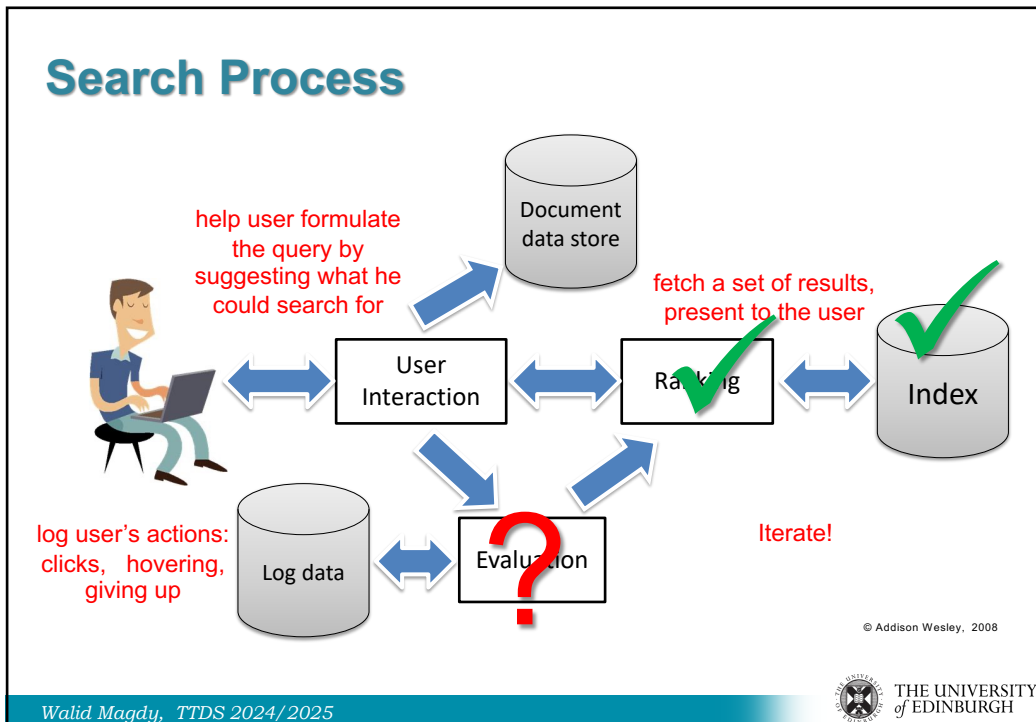 Search Process
help user formulate
the query by
suggesting what he
could search for
Document
data store
fetch a set of results,
present to the user
User
Interaction
Ranking
Index
log user's actions:
clicks, hovering,
giving up
Log data
Evaluation
?
Iterate!
© Addison Wesley, 2008
Walid Magdy, TTDS 2024/2025
THE UNIVERSITY
of EDINBURGH